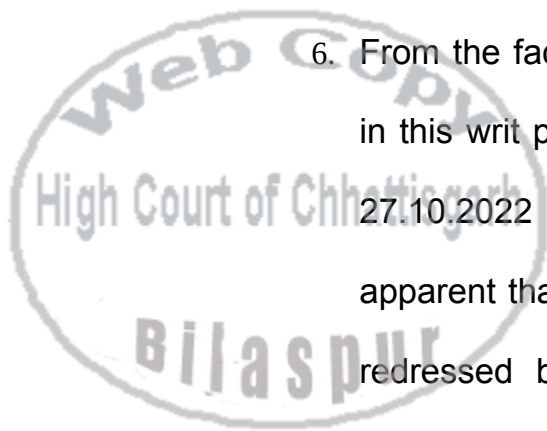 Web Copy
6. From the fac
in this writ p
High Court of Chhattisgarh
27.10.2022
apparent tha
Bilaspur
redressed b